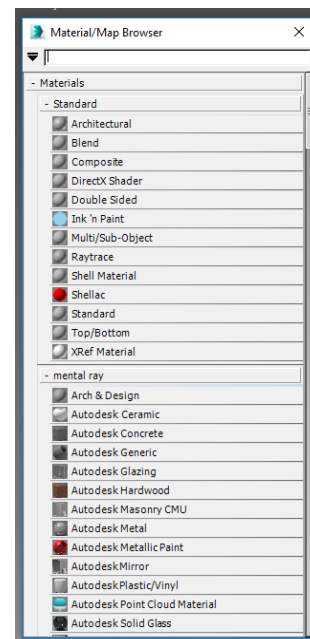 Material/Map Browser
- Materials
- Standard
Architectural
Blend
Composite
DirectX Shader
Double Sided
Ink 'n Paint
Multi/Sub-Object
Raytrace
Shell Material
Shellac
Standard
Top/Bottom
XRef Material
- mental ray
Arch & Design
Autodesk Ceramic
Autodesk Concrete
Autodesk Generic
Autodesk Glazing
Autodesk Hardwood
Autodesk Masonry CMU
Autodesk Metal
Autodesk Metallic Paint
Autodesk Mirror
Autodesk Plastic/Vinyl
Autodesk Point Cloud Material
Autodesk Solid Glass